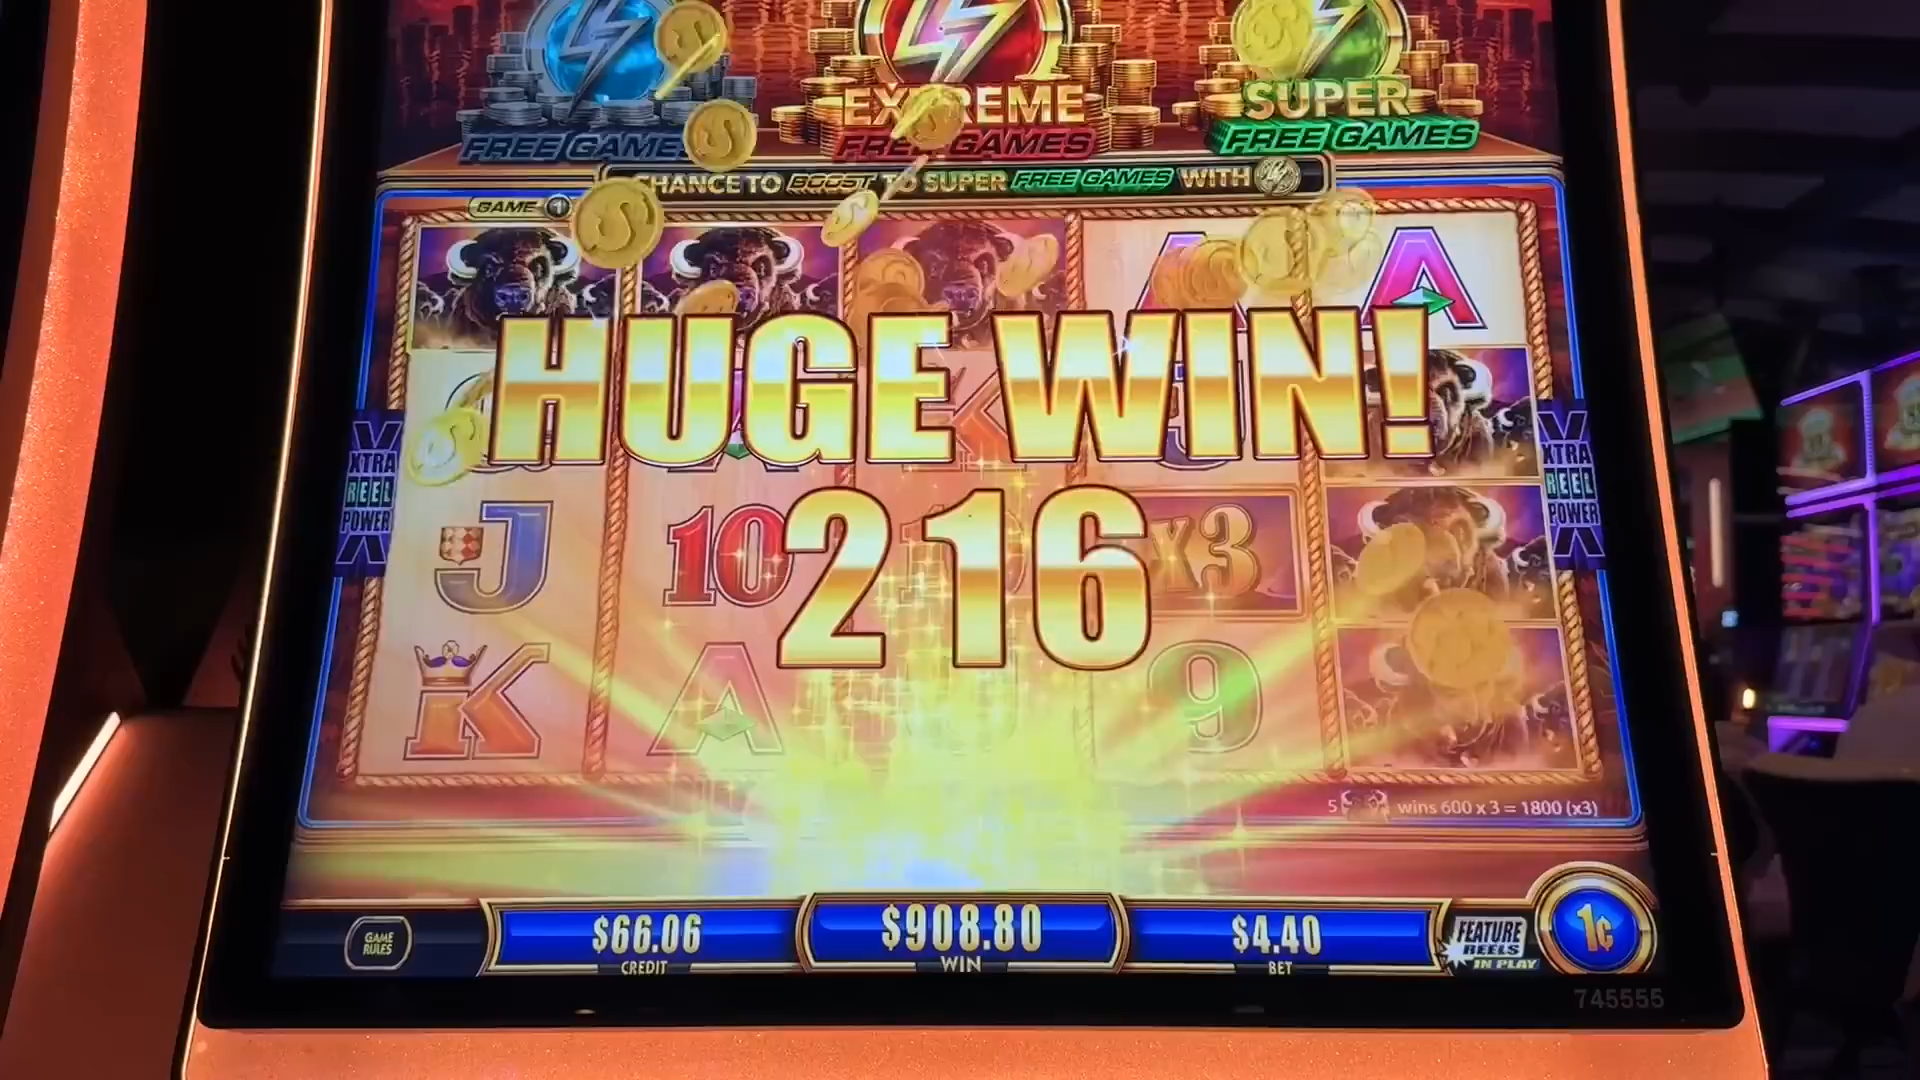 EXTREME
SUPER
FREE GAMES
FREE GAMES
FREE GAMES
CHANCE TO BOOST TO SUPER FREE GAMES WITH
GAME 1
A
A
HUGE WIN!
K
J
XTRA
REEL
POWER
XTRA
REEL
POWER
J
10
216
x3
K
A
9
5 wins 600 x 3 = 1800 (x3)
GAME
RULES
$66.06
CREDIT
$908.80
WIN
$4.40
BET
FEATURE
REELS
IN PLAY
1¢
745555